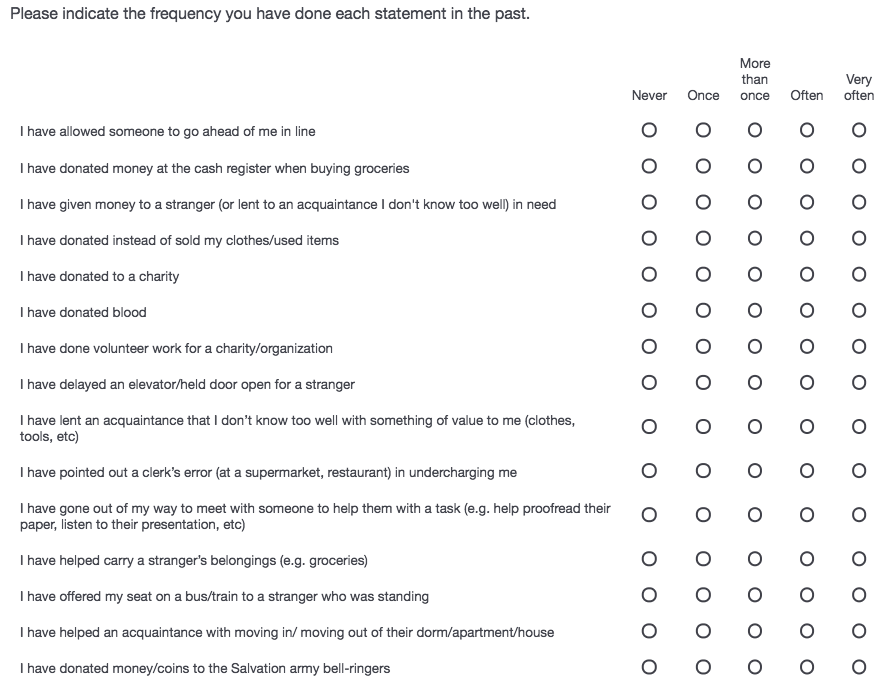 Please indicate the frequency you have done each statement in the past.
More
than
Never Once once Often Very often
I have allowed someone to go ahead of me in line
I have donated money at the cash register when buying groceries
I have given money to a stranger (or lent to an acquaintance I don't know too well) in need
I have donated instead of sold my clothes/used items
I have donated to a charity
I have donated blood
I have done volunteer work for a charity/organization
I have delayed an elevator/held door open for a stranger
I have lent an acquaintance that I don’t know too well with something of value to me (clothes,
tools, etc)
I have pointed out a clerk’s error (at a supermarket, restaurant) in undercharging me
I have gone out of my way to meet with someone to help them with a task (e.g. help proofread their
paper, listen to their presentation, etc)
I have helped carry a stranger’s belongings (e.g. groceries)
I have offered my seat on a bus/train to a stranger who was standing
I have helped an acquaintance with moving in/ moving out of their dorm/apartment/house
I have donated money/coins to the Salvation army bell-ringers